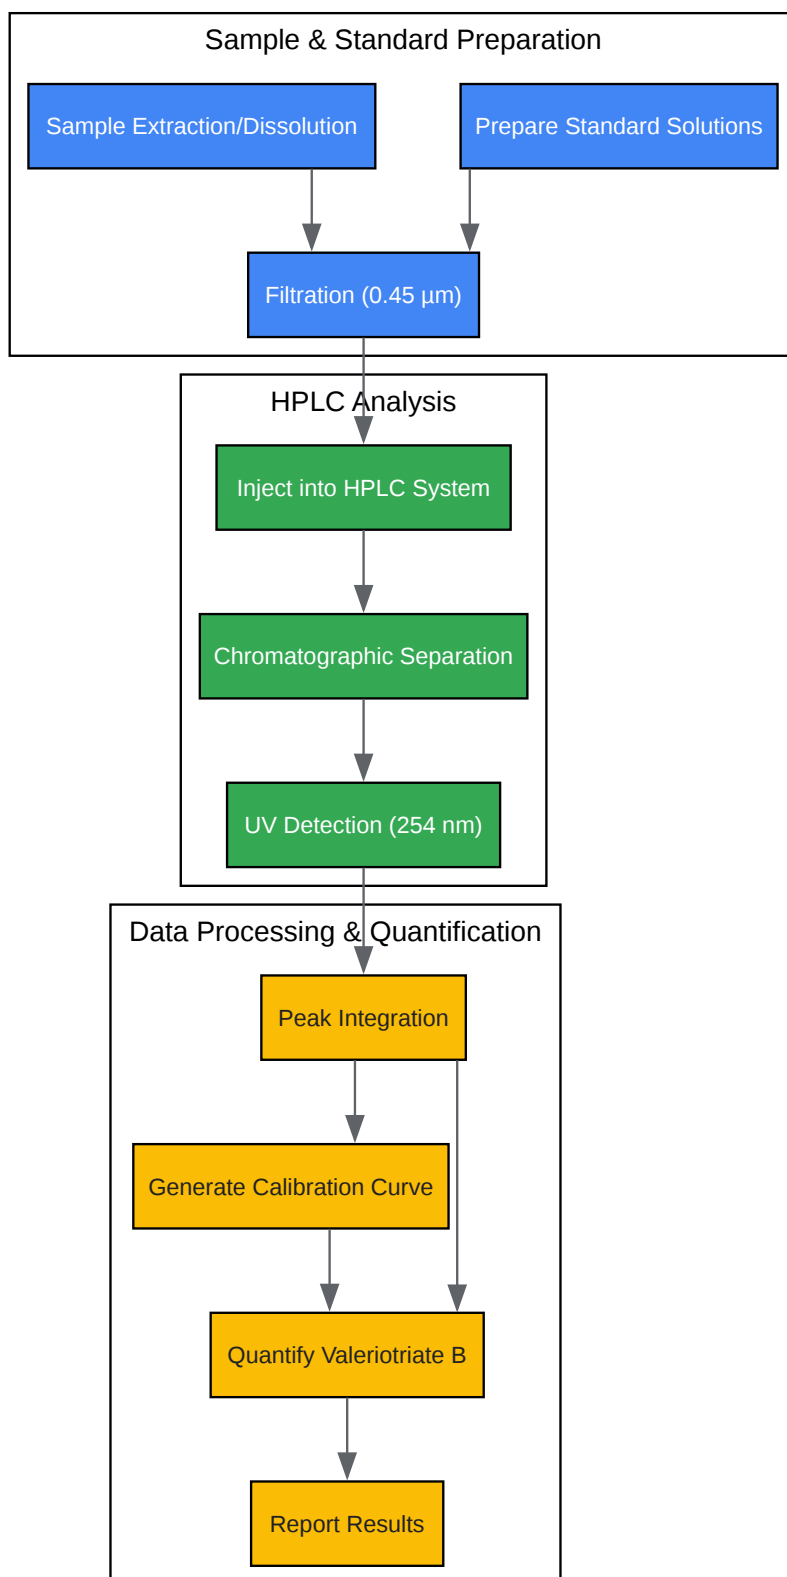 Sample & Standard Preparation
Sample Extraction/Dissolution
Prepare Standard Solutions
Filtration (0.45 µm)
HPLC Analysis
Inject into HPLC System
Chromatographic Separation
UV Detection (254 nm)
Data Processing & Quantification
Peak Integration
Generate Calibration Curve
Quantify Valeriotriate B
Report Results